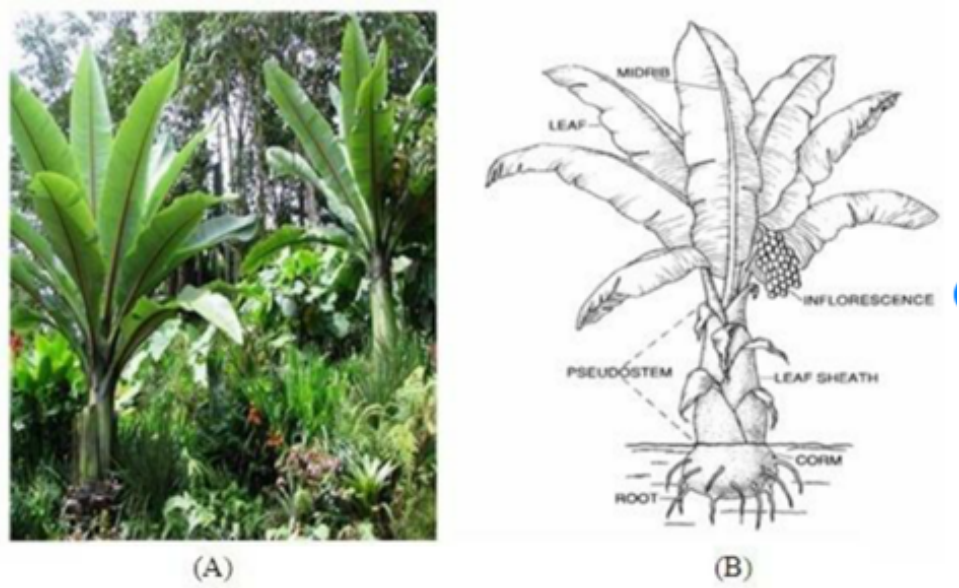 MIDRIB
LEAF
INFLORESCENCE
PSEUDOSTEM
LEAF SHEATH
CORM
ROOT
(A)
(B)